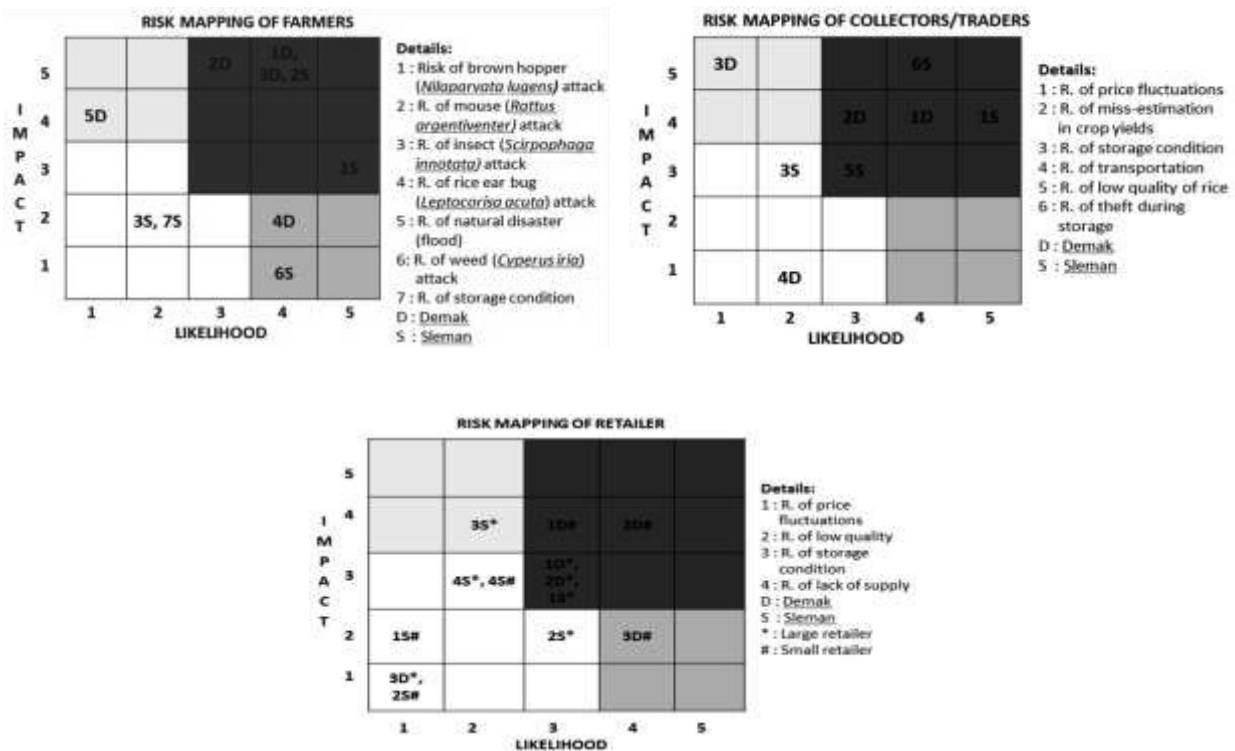 RISK MAPPING OF FARMERS
I
M
P
A
C
T
5
4
3
2
1
2D
1D,
3D, 2S
5D
1S
3S, 7S
4D
6S
1
2
3
4
5
LIKELIHOOD
Details:
1 : Risk of brown hopper
(Nilaparvata lugens) attack
2 : R. of mouse (Rattus
argentiventer) attack
3 : R. of insect (Scirpophaga
innotata) attack
4 : R. of rice ear bug
(Leptocorisa acuta) attack
5 : R. of natural disaster
(flood)
6: R. of weed (Cyperus iria)
attack
7 : R. of storage condition
D : Demak
S : Sleman
RISK MAPPING OF COLLECTORS/TRADERS
I
M
P
A
C
T
5
4
3
2
1
3D
6S
2D
1D
1S
3S
5S
4D
1
2
3
4
5
LIKELIHOOD
Details:
1 : R. of price fluctuations
2 : R. of miss-estimation
in crop yields
3 : R. of storage condition
4 : R. of transportation
5 : R. of low quality of rice
6 : R. of theft during
storage
D : Demak
S : Sleman
RISK MAPPING OF RETAILER
I
M
P
A
C
T
5
4
3
2
1
3S*
1D#
2D#
4S*, 4S#
1D*,
2D*,
1S*
1S#
2S*
3D#
3D*,
2S#
1
2
3
4
5
LIKELIHOOD
Details:
1 : R. of price
fluctuations
2 : R. of low quality
3 : R. of storage
condition
4 : R. of lack of supply
D : Demak
S : Sleman
* : Large retailer
# : Small retailer